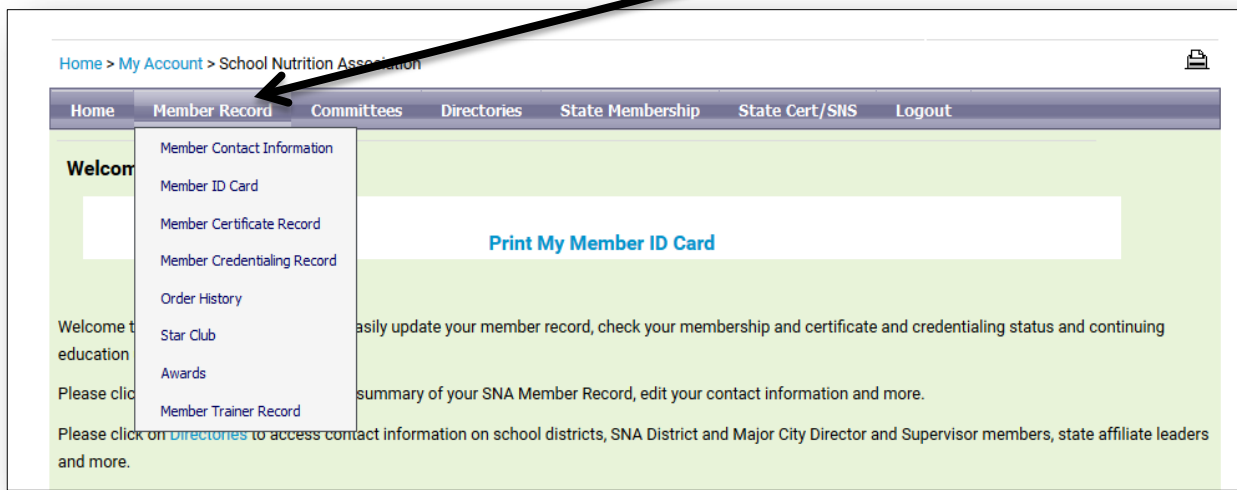 Home > My Account > School Nutrition Association
Home Member Record Committees Directories State Membership State Cert/SNS Logout
Member Contact Information
Welcom
Member ID Card
Member Certificate Record
Print My Member ID Card
Member Credentialing Record
Order History
Welcome t asily update your member record, check your membership and certificate and credentialing status and continuing
Star Club
education
Awards
Please clic summary of your SNA Member Record, edit your contact information and more.
Member Trainer Record
Please click on Directories to access contact information on school districts, SNA District and Major City Director and Supervisor members, state affiliate leaders
and more.